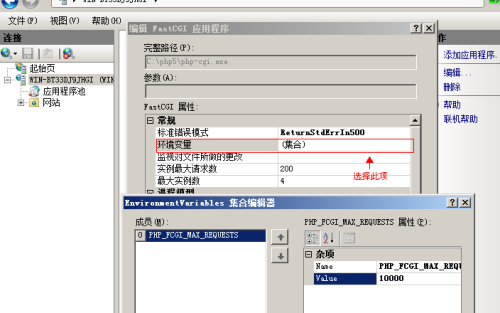 文件(F) 视图(V) 帮助(H)
连接
起始页
WIN-BT33DJ9JHGI (WIN
应用程序池
网站
编辑 FastCGI 应用程序
完整路径(P):
C:\php5\php-cgi.exe
参数(A):
FastCGI 属性:
常规
标准错误模式 ReturnStdErrIn500
环境变量 (集合)
监视对文件所做的更改
实例最大请求数 200
选择此项
最大实例数 4
进程模型
作
添加应用程序.
编辑...
删除
帮助
联机帮助
EnvironmentVariables 集合编辑器
成员(M):
0 PHP_FCGI_MAX_REQUESTS
PHP_FCGI_MAX_REQUESTS 属性(P):
杂项
Name PHP_FCGI_MAX_REQU
Value 10000